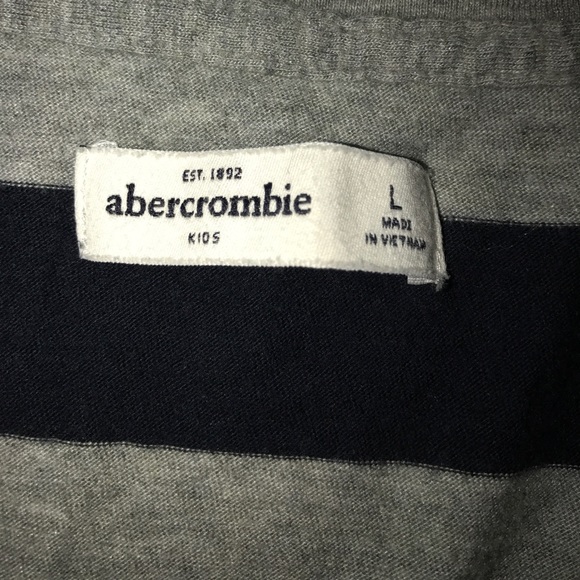 EST. 1892
abercrombie
KIDS
L
MADE
IN VIETNAM